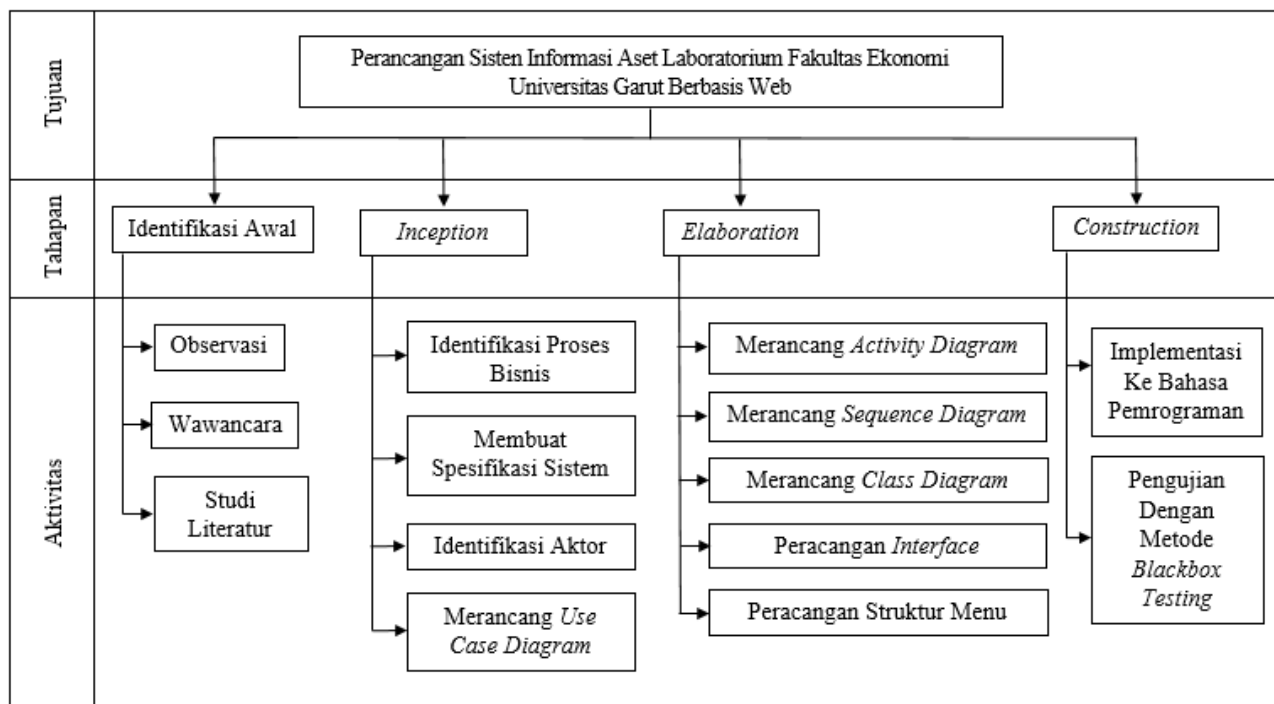 Tujuan
Perancangan Sisten Informasi Aset Laboratorium Fakultas Ekonomi
Universitas Garut Berbasis Web
Tahapan
Identifikasi Awal
Inception
Elaboration
Construction
Aktivitas
Observasi
Wawancara
Studi
Literatur
Identifikasi Proses
Bisnis
Membuat
Spesifikasi Sistem
Identifikasi Aktor
Merancang Use
Case Diagram
Merancang Activity Diagram
Merancang Sequence Diagram
Merancang Class Diagram
Peracangan Interface
Peracangan Struktur Menu
Implementasi
Ke Bahasa
Pemrograman
Pengujian
Dengan
Metode
Blackbox
Testing